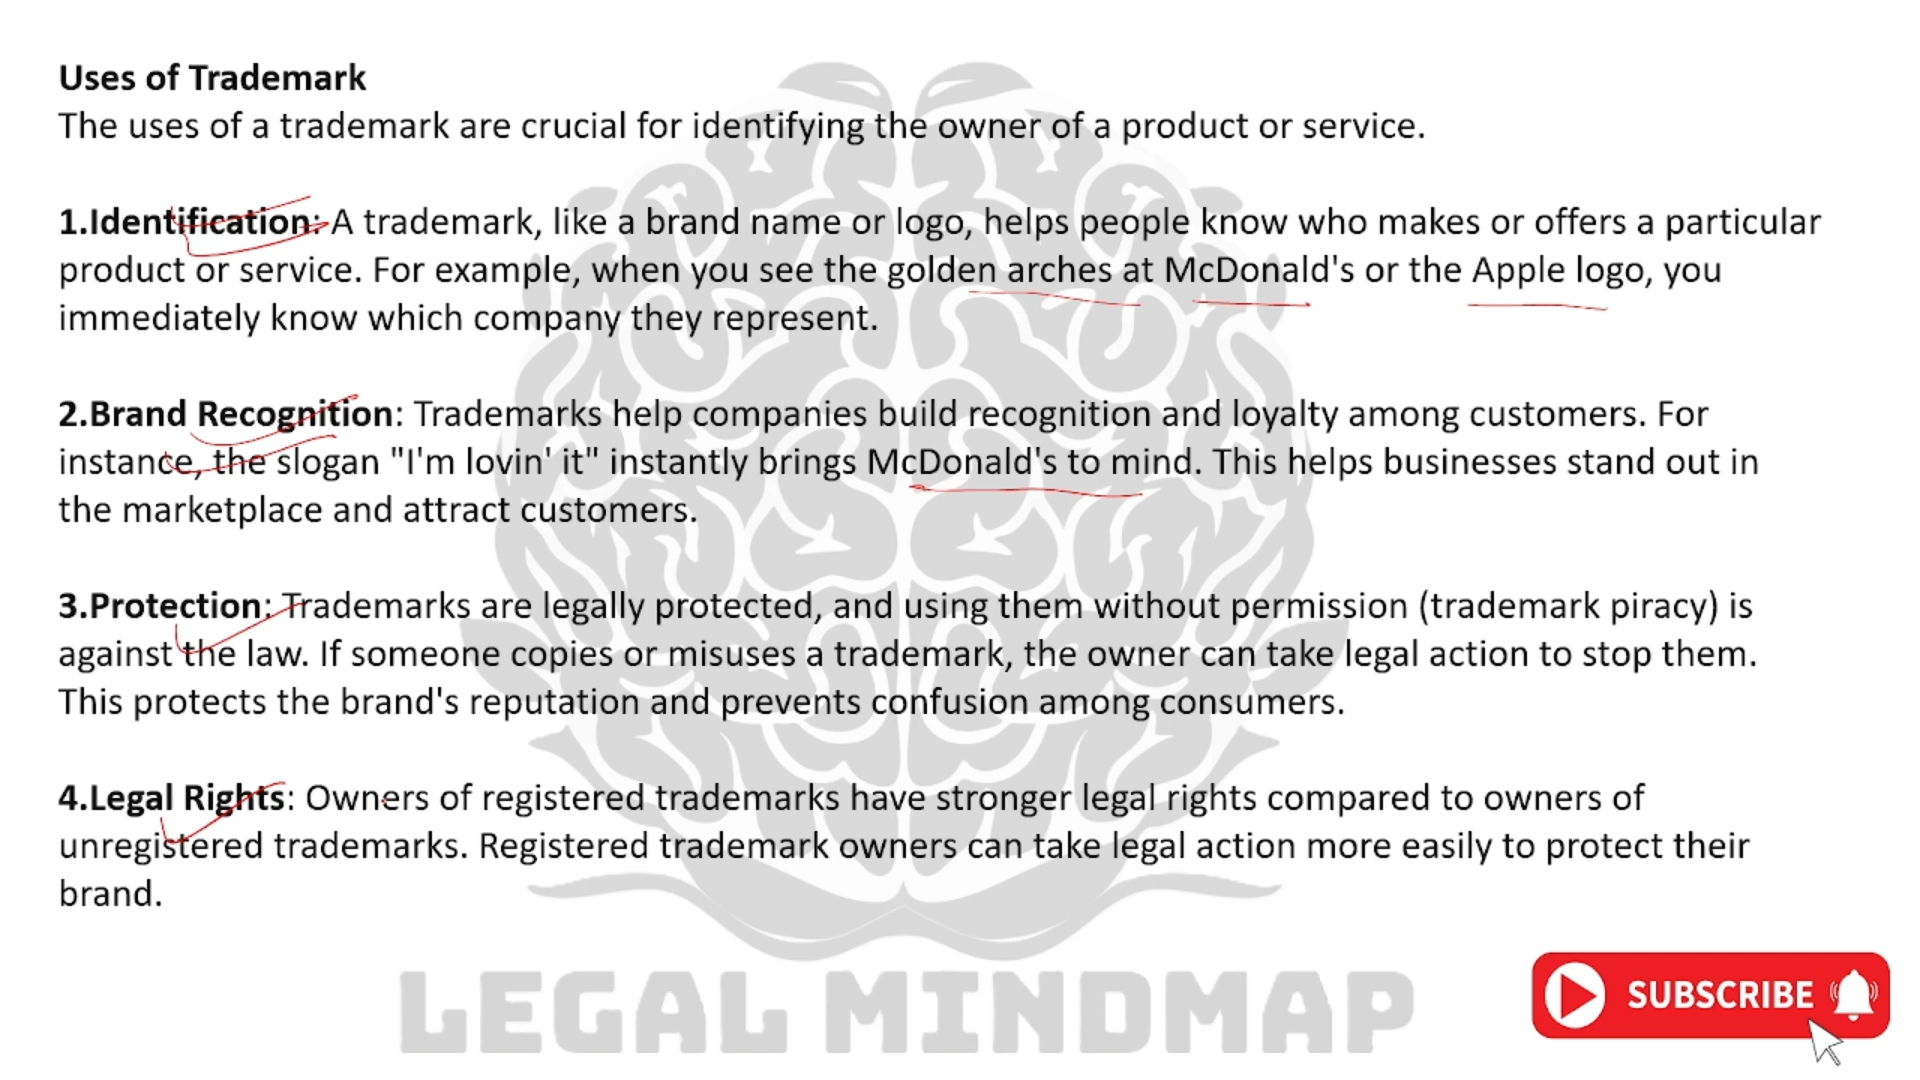 Uses of Trademark
The uses of a trademark are crucial for identifying the owner of a product or service.
1.Identification: A trademark, like a brand name or logo, helps people know who makes or offers a particular
product or service. For example, when you see the golden arches at McDonald's or the Apple logo, you
immediately know which company they represent.
2.Brand Recognition: Trademarks help companies build recognition and loyalty among customers. For
instance, the slogan "I'm lovin' it" instantly brings McDonald's to mind. This helps businesses stand out in
the marketplace and attract customers.
3.Protection: Trademarks are legally protected, and using them without permission (trademark piracy) is
against the law. If someone copies or misuses a trademark, the owner can take legal action to stop them.
This protects the brand's reputation and prevents confusion among consumers.
4.Legal Rights: Owners of registered trademarks have stronger legal rights compared to owners of
unregistered trademarks. Registered trademark owners can take legal action more easily to protect their
brand.
LEGAL MINDMAP
SUBSCRIBE